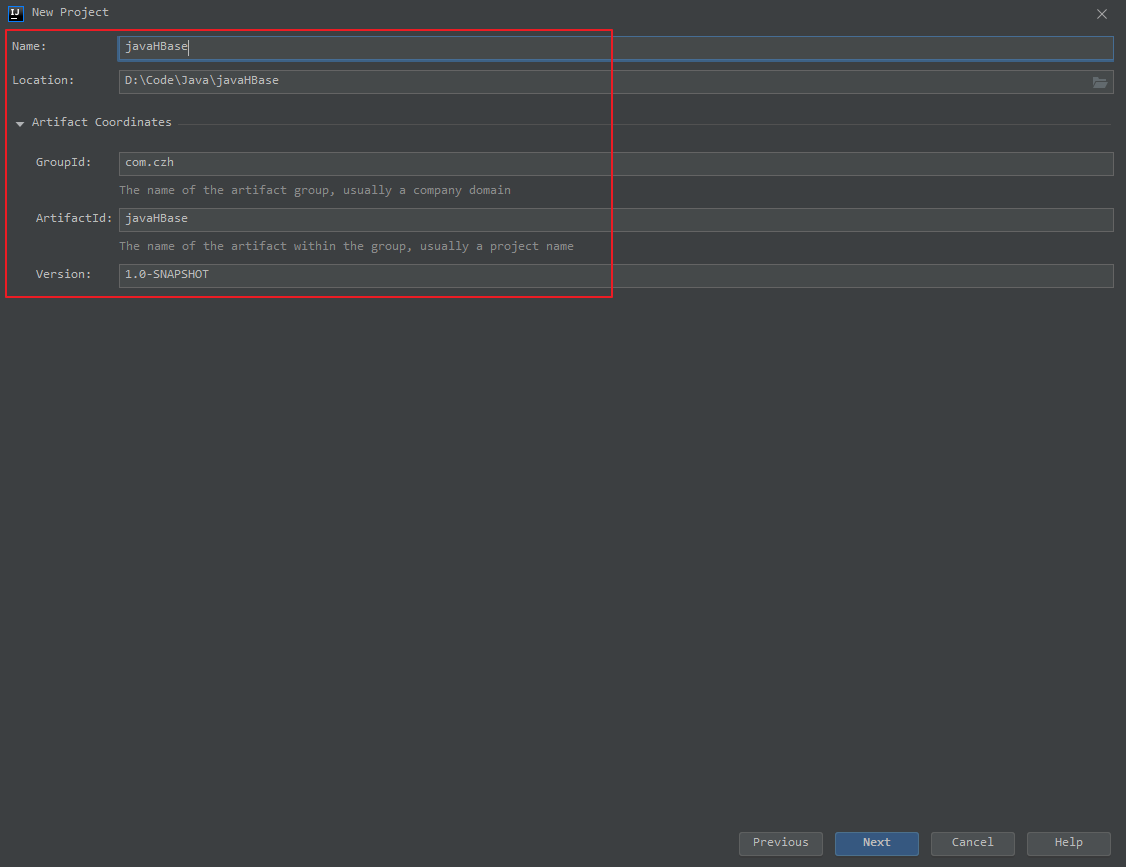 IJ New Project
Name: javaHBase
Location: D:\Code\Java\javaHBase
Artifact Coordinates
GroupId: com.czh
The name of the artifact group, usually a company domain
ArtifactId: javaHBase
The name of the artifact within the group, usually a project name
Version: 1.0-SNAPSHOT
Previous Next Cancel Help